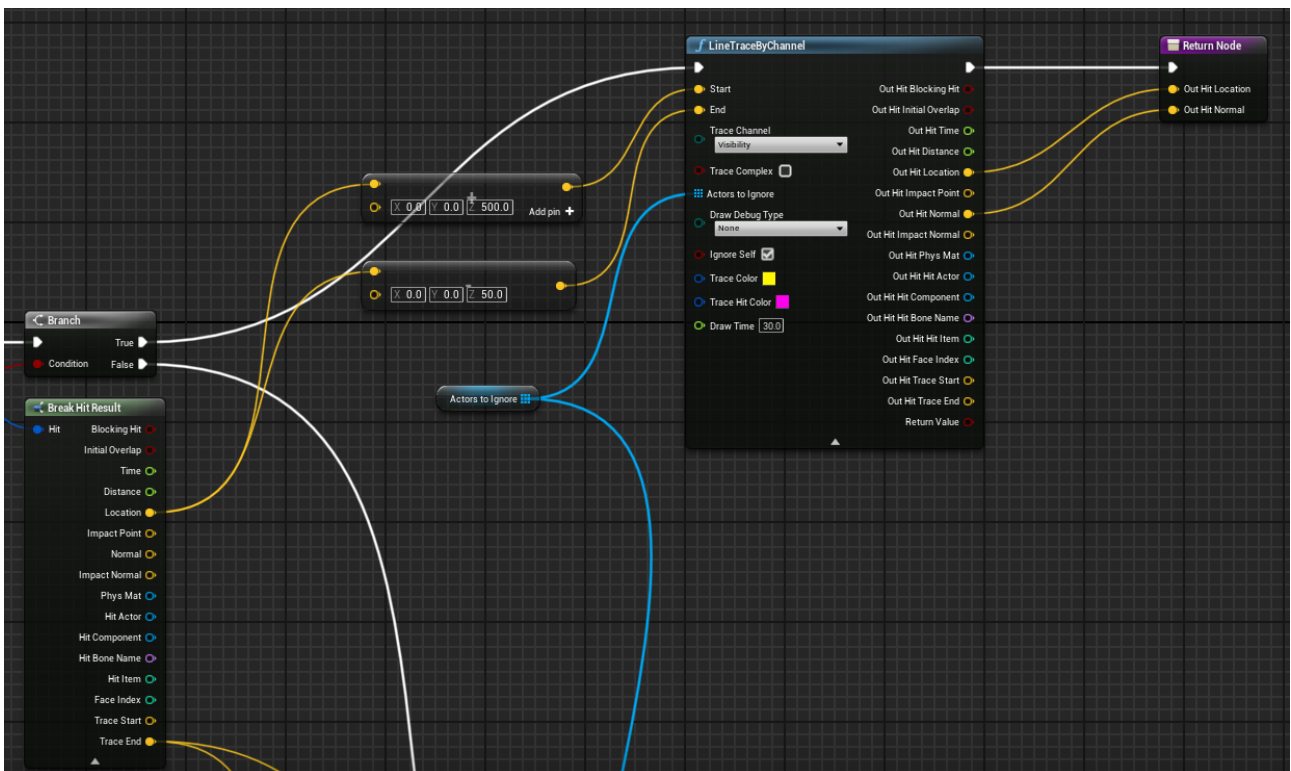 LineTraceByChannel
Start
Out Hit Blocking Hit
End
Out Hit Initial Overlap
Trace Channel
Visibility
Out Hit Time
Out Hit Distance
Trace Complex
Out Hit Location
Actors to Ignore
Out Hit Impact Point
Draw Debug Type
None
Out Hit Normal
Out Hit Impact Normal
Ignore Self
Out Hit Phys Mat
Trace Color
Out Hit Hit Actor
Trace Hit Color
Out Hit Hit Component
Draw Time 30.0
Out Hit Hit Bone Name
Out Hit Hit Item
Out Hit Face Index
Out Hit Trace Start
Out Hit Trace End
Return Value
Return Node
Out Hit Location
Out Hit Normal
X 0.0 Y 0.0 Z 500.0
Add pin +
X 0.0 Y 0.0 Z 50.0
Actors to Ignore
Branch
True
Condition False
Break Hit Result
Hit Blocking Hit
Initial Overlap
Time
Distance
Location
Impact Point
Normal
Impact Normal
Phys Mat
Hit Actor
Hit Component
Hit Bone Name
Hit Item
Face Index
Trace Start
Trace End